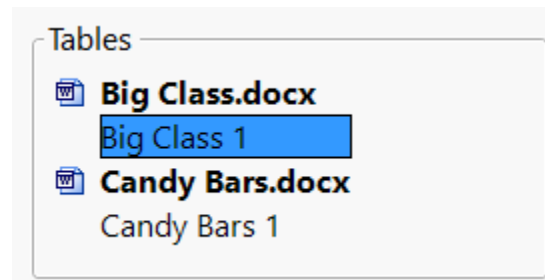 Tables
Big Class.docx
Big Class 1
Candy Bars.docx
Candy Bars 1